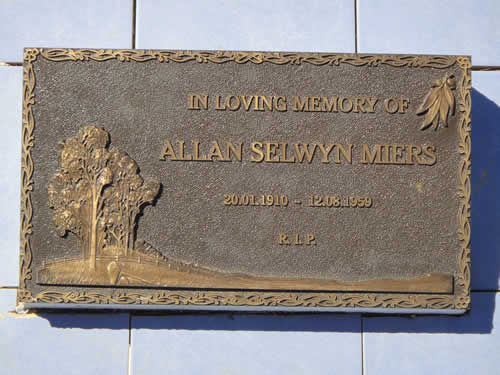 IN LOVING MEMORY OF
ALLAN SELWYN MIERS
20.01.1910 - 12.08.1959
R. I. P.